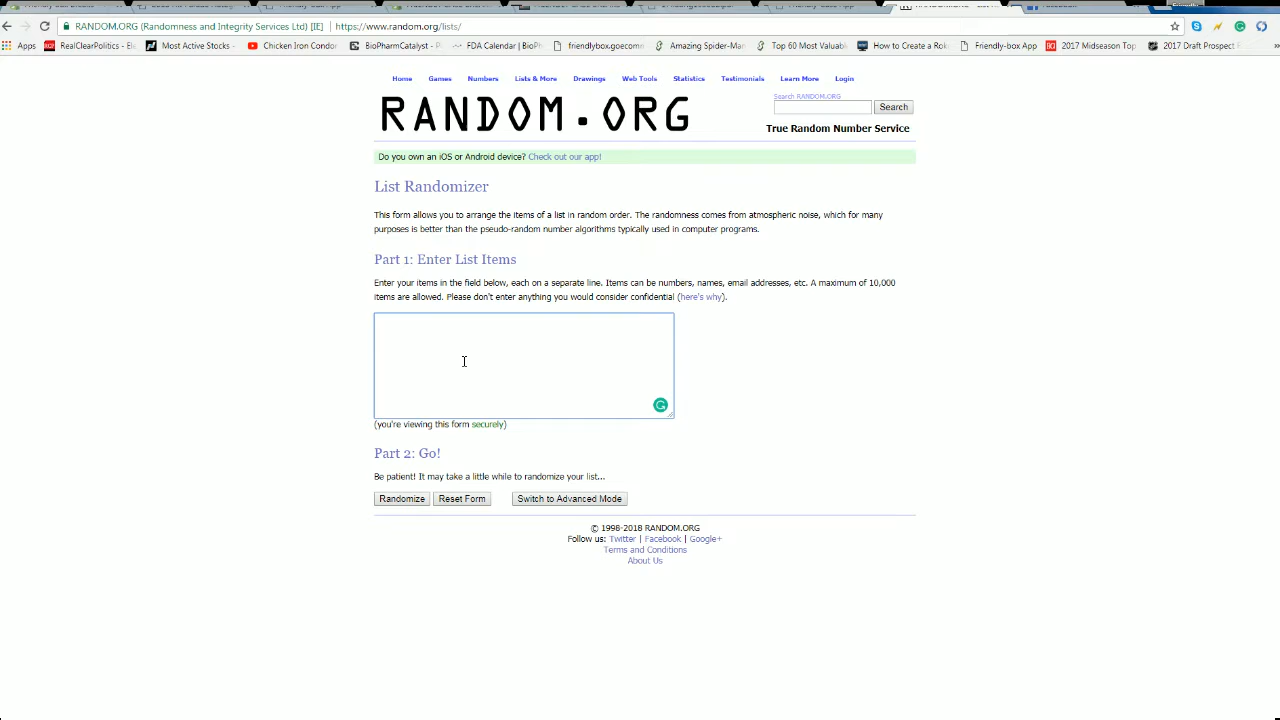 RANDOM.ORG (Randomness and Integrity Services Ltd) [IE] https://www.random.org/lists/
Apps RealClearPolitics - Ele Most Active Stocks - Chicken Iron Condor BioPharmCatalyst - P FDA Calendar | BioPh friendlybox.goecomm Amazing Slider-Mar Top 60 Most Valuabl How to Create a Rok Friendly-box App 2017 Midseason Top 2017 Draft Prospect
Home Games Numbers Lists & More Drawings Web Tools Statistics Testimonials Learn More Login
Search RANDOM.ORG
RANDOM.ORG
Search
True Random Number Service
Do you own an iOS or Android device? Check out our app!
List Randomizer
This form allows you to arrange the items of a list in random order. The randomness comes from atmospheric noise, which for many
purposes is better than the pseudo-random number algorithms typically used in computer programs.
Part 1: Enter List Items
Enter your items in the field below, each on a separate line. Items can be numbers, names, email addresses, etc. A maximum of 10,000
items are allowed. Please don't enter anything you would consider confidential (here's why).
(you're viewing this form securely)
Part 2: Go!
Be patient! It may take a little while to randomize your list...
Randomize Reset Form Switch to Advanced Mode
© 1998-2018 RANDOM.ORG
Follow us: Twitter | Facebook | Google+
Terms and Conditions
About Us